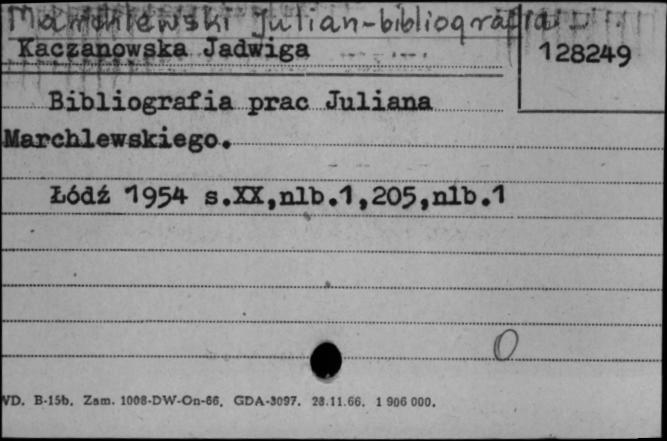 Marchlewski Julian-bibliografia
Kaczanowska Jadwiga
128249
Bibliografia prac Juliana
Marchlewskiego.
Łódź 1954 s.XX,nlb.1,205,nlb.1
0
WD. B-15b. Zam. 1008-DW-On-66. GDA-3097. 28.11.66. 1 906 000.